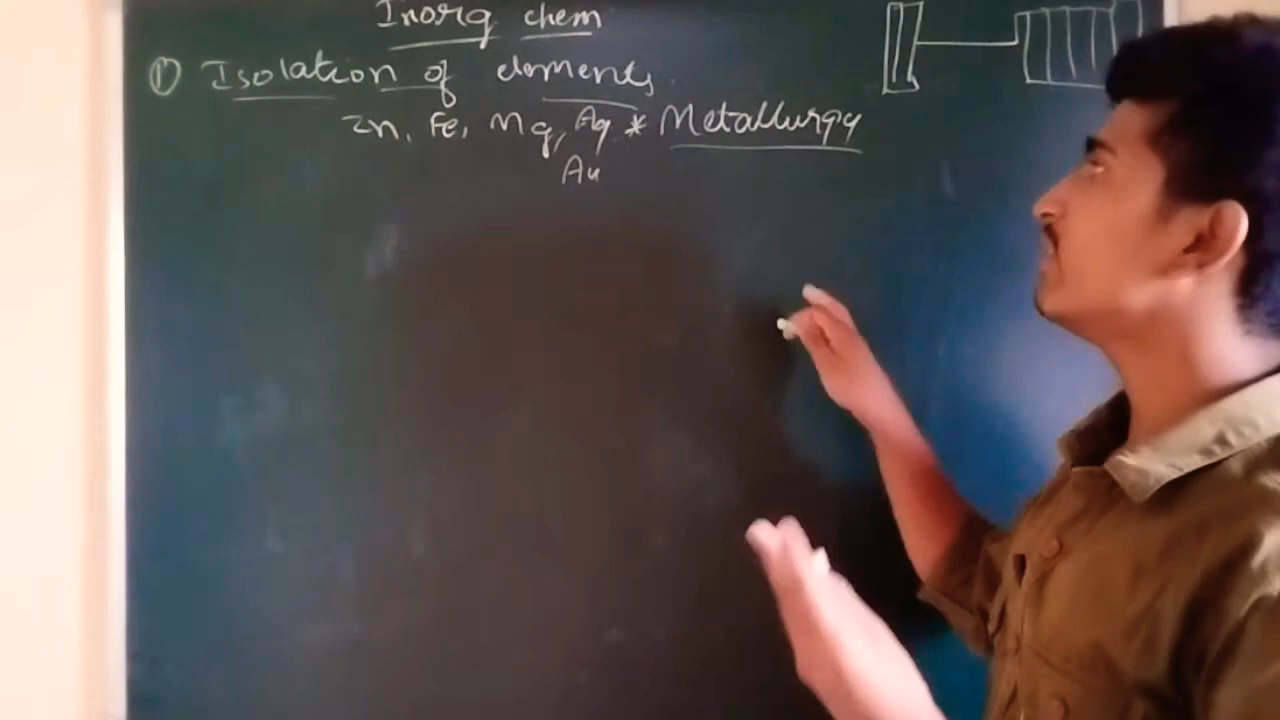 Inorg chem
① Isolation of elements
Zn, Fe, Mg, Ag * Metallurgy
Au